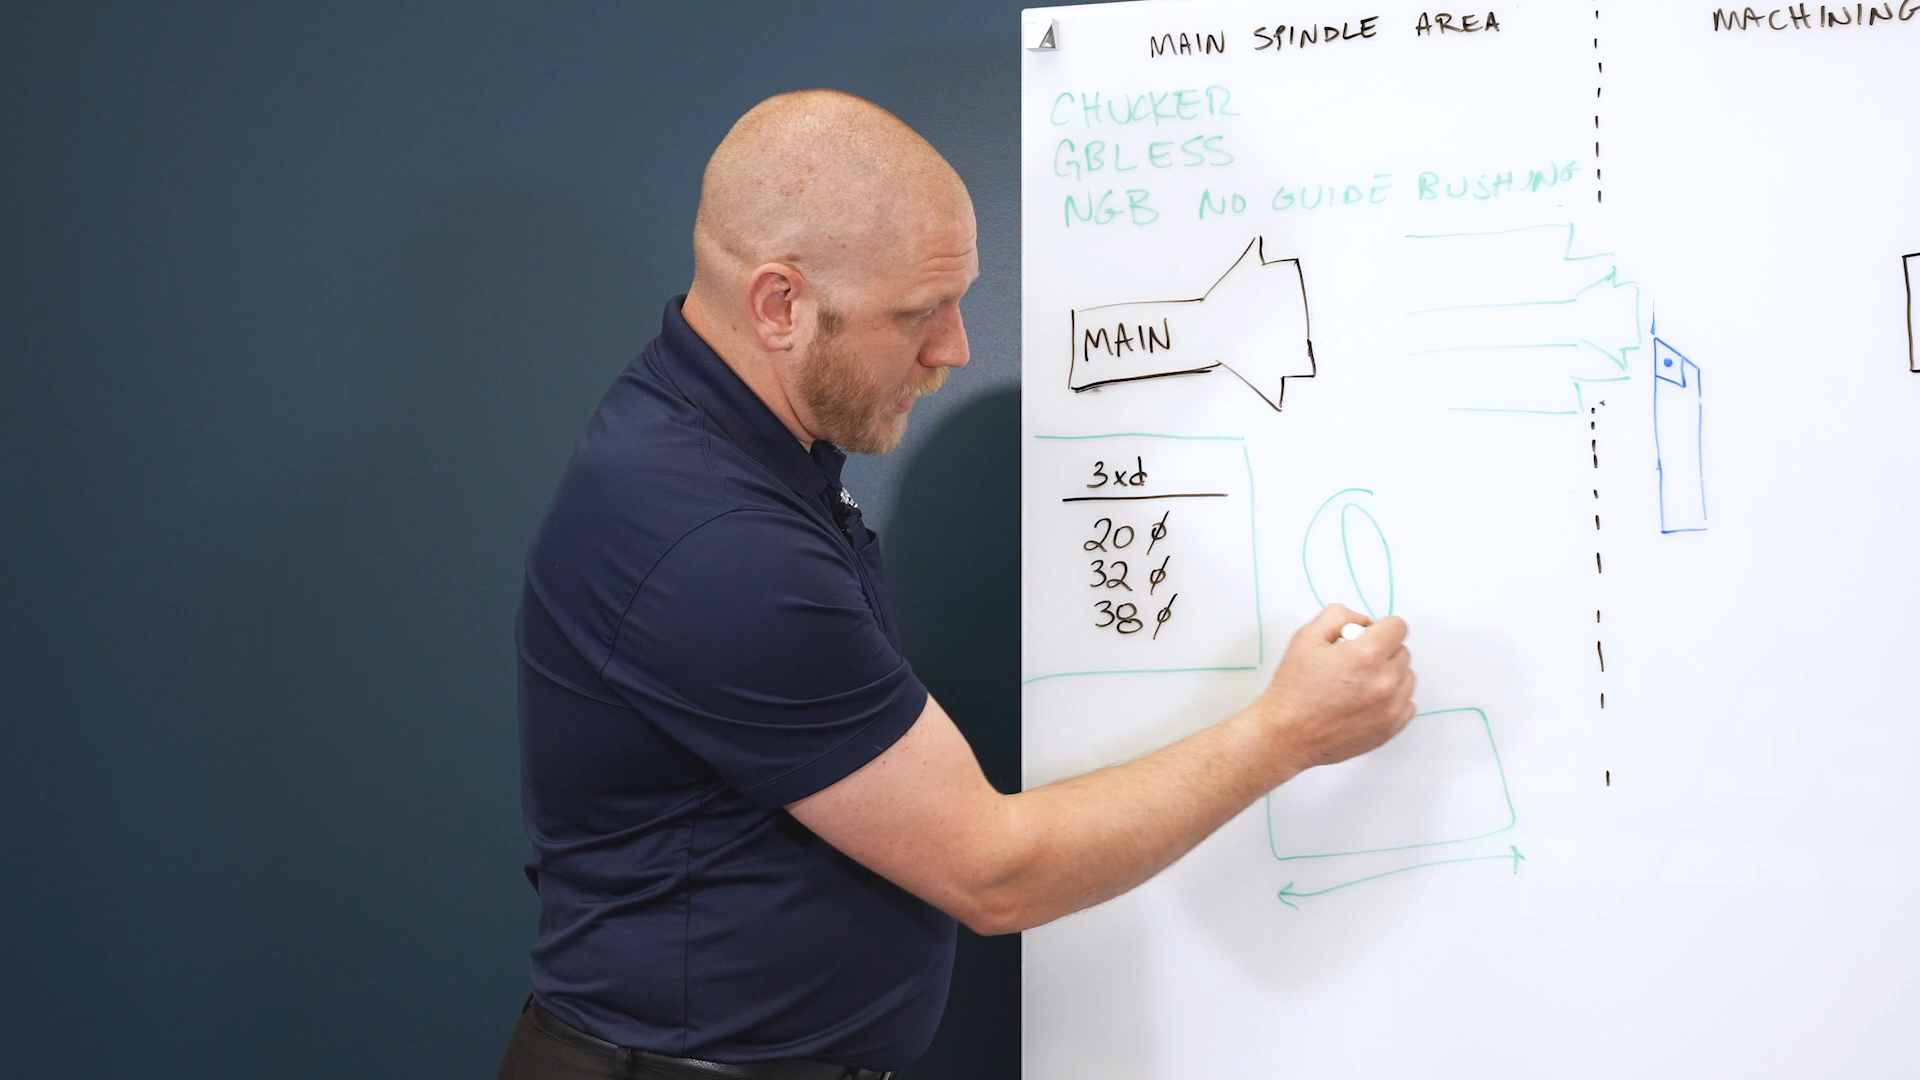 MAIN SPINDLE AREA
MACHINING
CHUCKER
GBLESS
NGB NO GUIDE BUSHING
MAIN
3xd
20 ∅
32 ∅
38 ∅